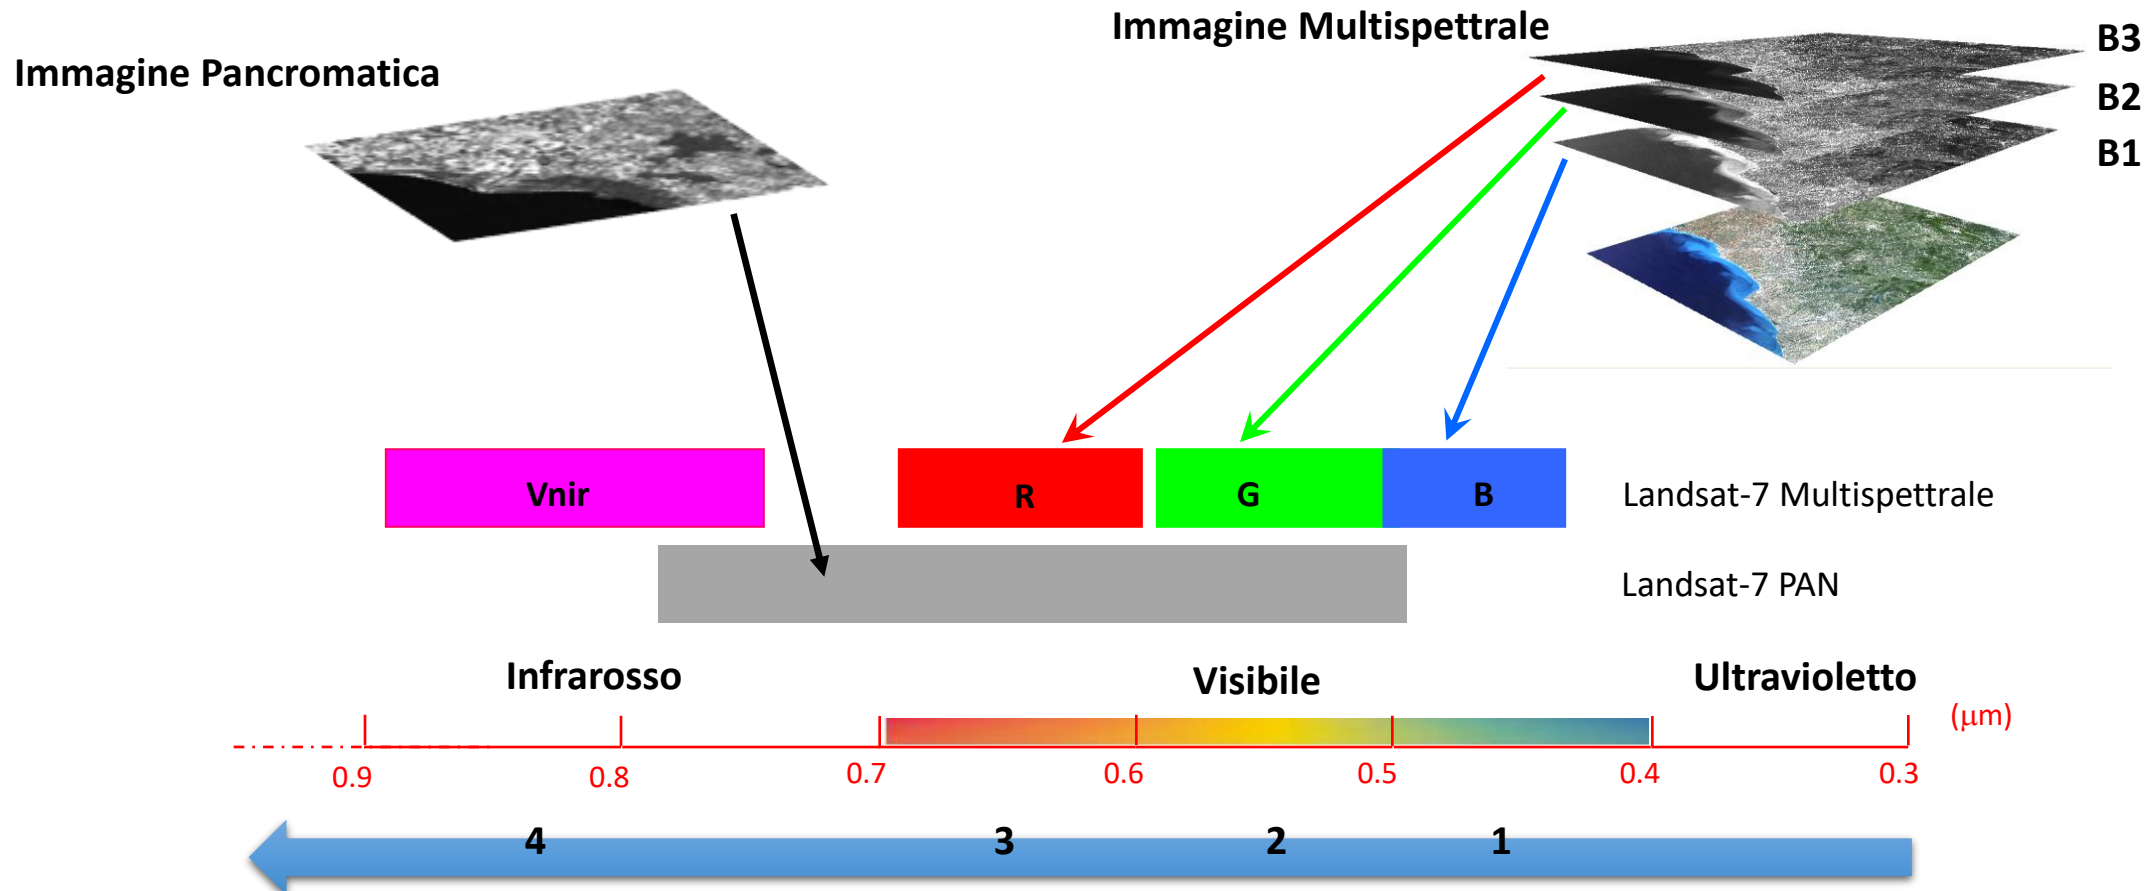 Immagine Multispettrale
Immagine Pancromatica
B3
B2
B1
Vnir
R
G
B
Landsat-7 Multispettrale
Landsat-7 PAN
Infrarosso
Visibile
Ultravioletto
(μm)
0.9
0.8
0.7
0.6
0.5
0.4
0.3
4
3
2
1